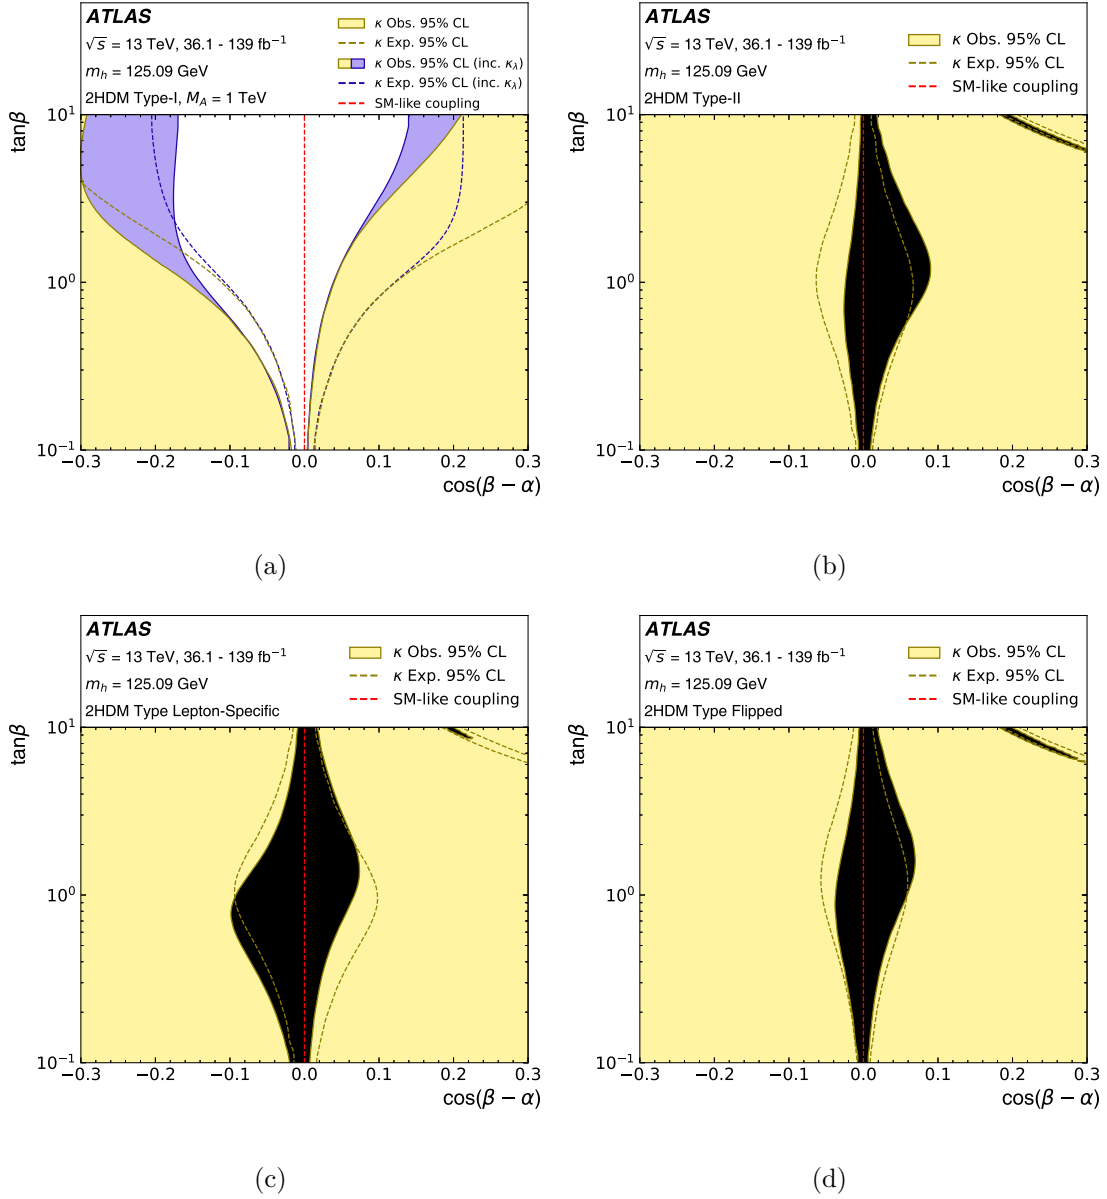 ATLAS
√s = 13 TeV, 36.1 - 139 fb⁻¹
m_h = 125.09 GeV
2HDM Type-I, M_A = 1 TeV
κ Obs. 95% CL
κ Exp. 95% CL
κ Obs. 95% CL (inc. κ_λ)
κ Exp. 95% CL (inc. κ_λ)
SM-like coupling
tanβ
10¹
10⁰
10⁻¹
−0.3 −0.2 −0.1 0.0 0.1 0.2 0.3
cos(β − α)
(a)
ATLAS
√s = 13 TeV, 36.1 - 139 fb⁻¹
m_h = 125.09 GeV
2HDM Type-II
κ Obs. 95% CL
κ Exp. 95% CL
SM-like coupling
tanβ
10¹
10⁰
10⁻¹
−0.3 −0.2 −0.1 0.0 0.1 0.2 0.3
cos(β − α)
(b)
ATLAS
√s = 13 TeV, 36.1 - 139 fb⁻¹
m_h = 125.09 GeV
2HDM Type Lepton-Specific
κ Obs. 95% CL
κ Exp. 95% CL
SM-like coupling
tanβ
10¹
10⁰
10⁻¹
−0.3 −0.2 −0.1 0.0 0.1 0.2 0.3
cos(β − α)
(c)
ATLAS
√s = 13 TeV, 36.1 - 139 fb⁻¹
m_h = 125.09 GeV
2HDM Type Flipped
κ Obs. 95% CL
κ Exp. 95% CL
SM-like coupling
tanβ
10¹
10⁰
10⁻¹
−0.3 −0.2 −0.1 0.0 0.1 0.2 0.3
cos(β − α)
(d)